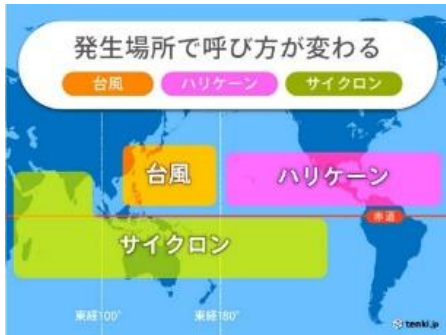 発生場所で呼び方が変わる
台風 ハリケーン サイクロン
台風 ハリケーン
赤道
サイクロン
東経100° 東経180°
tenki.jp